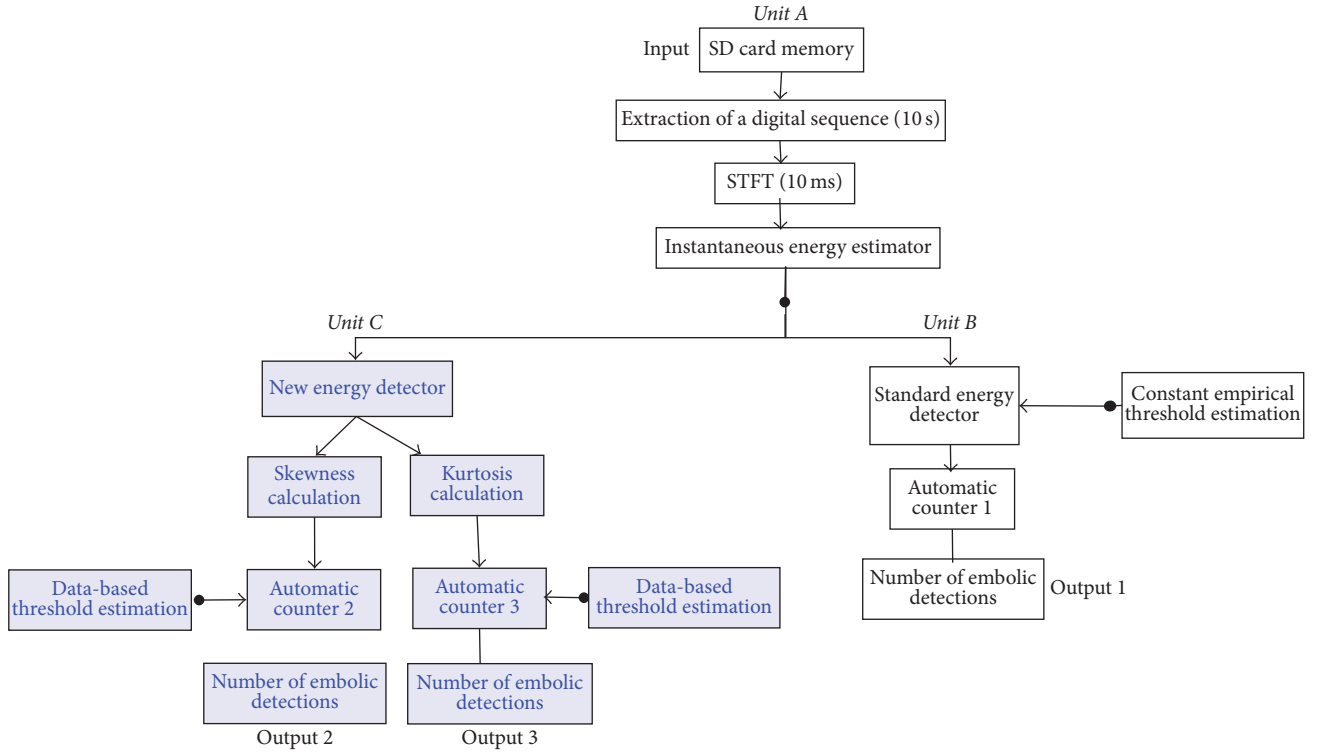 Unit A
Input
SD card memory
Extraction of a digital sequence (10 s)
STFT (10 ms)
Instantaneous energy estimator
Unit C
Unit B
New energy detector
Standard energy
detector
Constant empirical
threshold estimation
Skewness
calculation
Kurtosis
calculation
Automatic
counter 1
Data-based
threshold estimation
Automatic
counter 2
Automatic
counter 3
Data-based
threshold estimation
Number of embolic
detections
Output 1
Number of embolic
detections
Output 2
Number of embolic
detections
Output 3